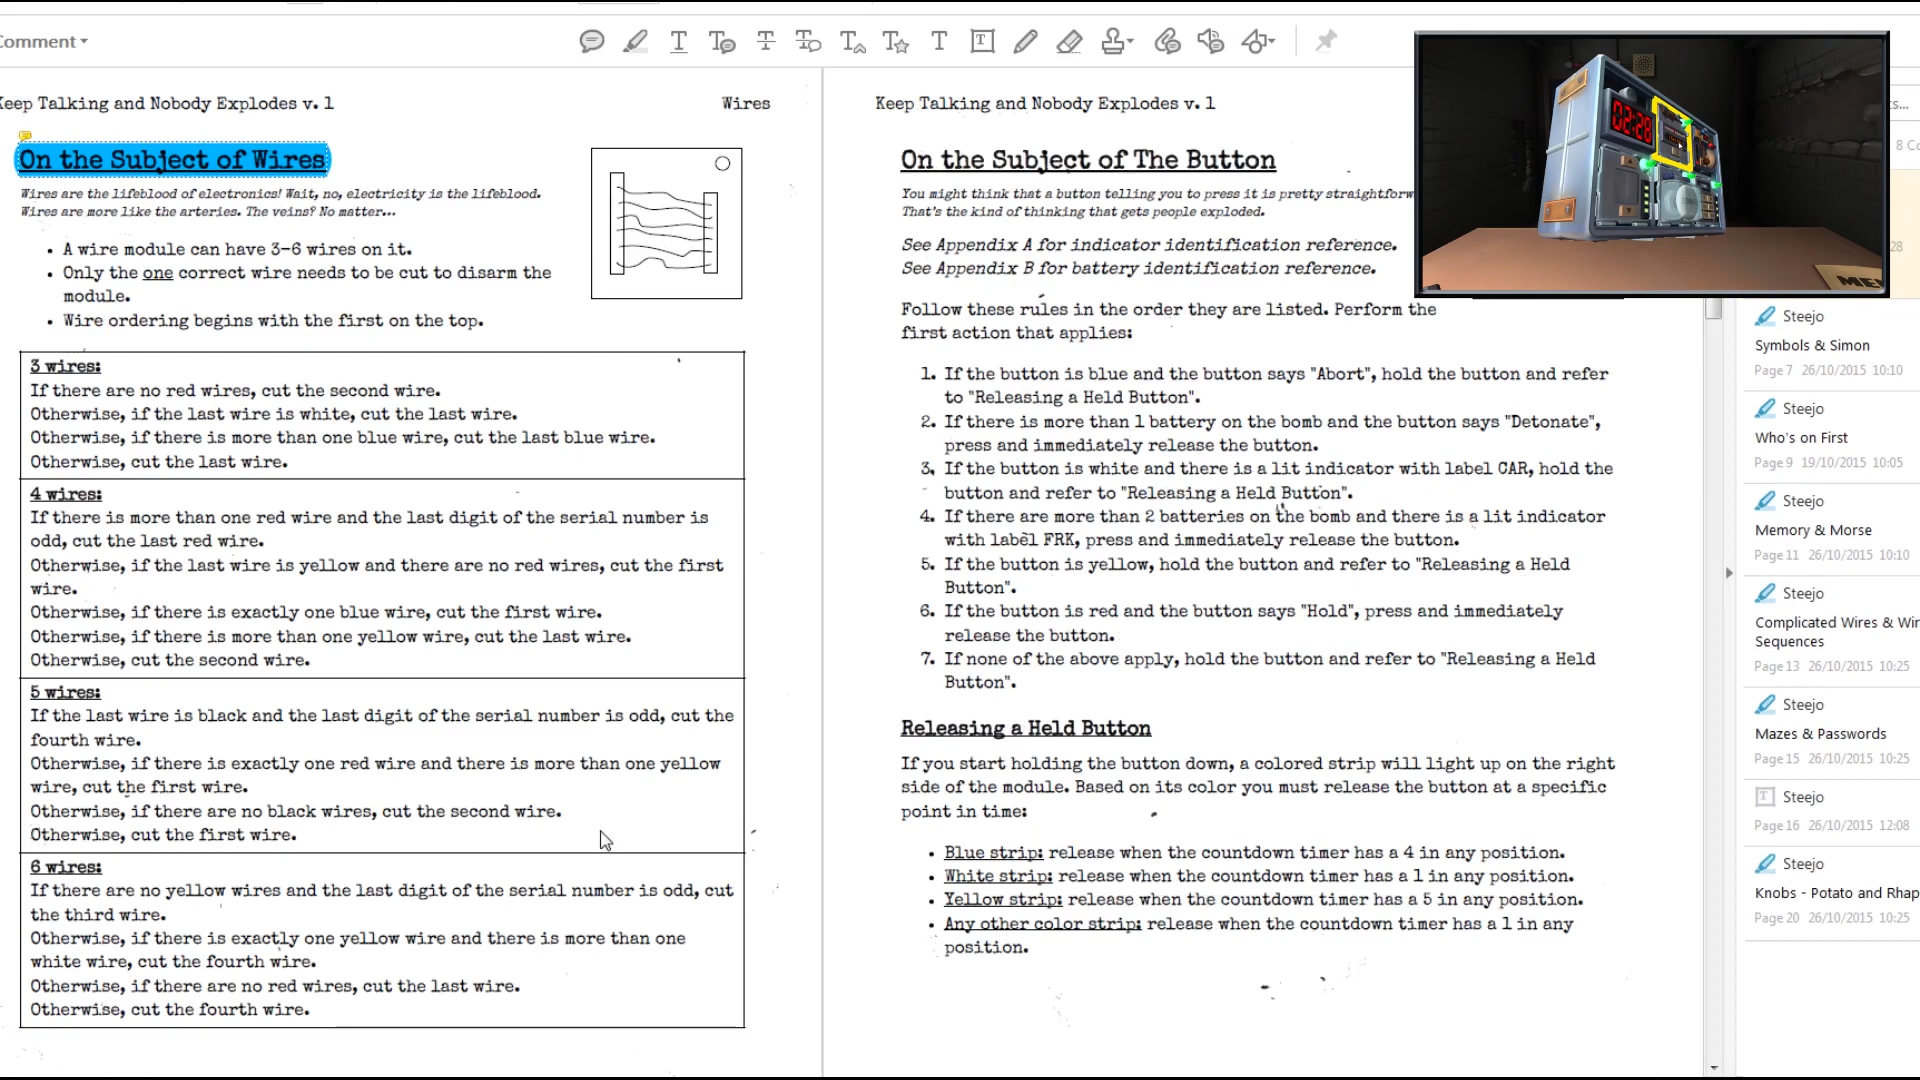 Comment
Keep Talking and Nobody Explodes v. 1
Wires
On the Subject of Wires
Wires are the lifeblood of electronics! Wait, no, electricity is the lifeblood.
Wires are more like the arteries. The veins? No matter...
• A wire module can have 3-6 wires on it.
• Only the one correct wire needs to be cut to disarm the
module.
• Wire ordering begins with the first on the top.
3 wires:
If there are no red wires, cut the second wire.
Otherwise, if the last wire is white, cut the last wire.
Otherwise, if there is more than one blue wire, cut the last blue wire.
Otherwise, cut the last wire.
4 wires:
If there is more than one red wire and the last digit of the serial number is
odd, cut the last red wire.
Otherwise, if the last wire is yellow and there are no red wires, cut the first
wire.
Otherwise, if there is exactly one blue wire, cut the first wire.
Otherwise, if there is more than one yellow wire, cut the last wire.
Otherwise, cut the second wire.
5 wires:
If the last wire is black and the last digit of the serial number is odd, cut the
fourth wire.
Otherwise, if there is exactly one red wire and there is more than one yellow
wire, cut the first wire.
Otherwise, if there are no black wires, cut the second wire.
Otherwise, cut the first wire.
6 wires:
If there are no yellow wires and the last digit of the serial number is odd, cut
the third wire.
Otherwise, if there is exactly one yellow wire and there is more than one
white wire, cut the fourth wire.
Otherwise, if there are no red wires, cut the last wire.
Otherwise, cut the fourth wire.
Keep Talking and Nobody Explodes v. 1
On the Subject of The Button
You might think that a button telling you to press it is pretty straightforw
That's the kind of thinking that gets people exploded.
See Appendix A for indicator identification reference.
See Appendix B for battery identification reference.
Follow these rules in the order they are listed. Perform the
first action that applies:
1. If the button is blue and the button says "Abort", hold the button and refer
to "Releasing a Held Button".
2. If there is more than 1 battery on the bomb and the button says "Detonate",
press and immediately release the button.
3. If the button is white and there is a lit indicator with label CAR, hold the
button and refer to "Releasing a Held Button".
4. If there are more than 2 batteries on the bomb and there is a lit indicator
with label FRK, press and immediately release the button.
5. If the button is yellow, hold the button and refer to "Releasing a Held
Button".
6. If the button is red and the button says "Hold", press and immediately
release the button.
7. If none of the above apply, hold the button and refer to "Releasing a Held
Button".
Releasing a Held Button
If you start holding the button down, a colored strip will light up on the right
side of the module. Based on its color you must release the button at a specific
point in time:
• Blue strip: release when the countdown timer has a 4 in any position.
• White strip: release when the countdown timer has a 1 in any position.
• Yellow strip: release when the countdown timer has a 5 in any position.
• Any other color strip: release when the countdown timer has a 1 in any
position.
02:28
ts...
8 Co
28
Steejo
Symbols & Simon
Page 7 26/10/2015 10:10
Steejo
Who's on First
Page 9 19/10/2015 10:05
Steejo
Memory & Morse
Page 11 26/10/2015 10:10
Steejo
Complicated Wires & Wir
Sequences
Page 13 26/10/2015 10:25
Steejo
Mazes & Passwords
Page 15 26/10/2015 10:25
Steejo
Page 16 26/10/2015 12:08
Steejo
Knobs - Potato and Rhap
Page 20 26/10/2015 10:25